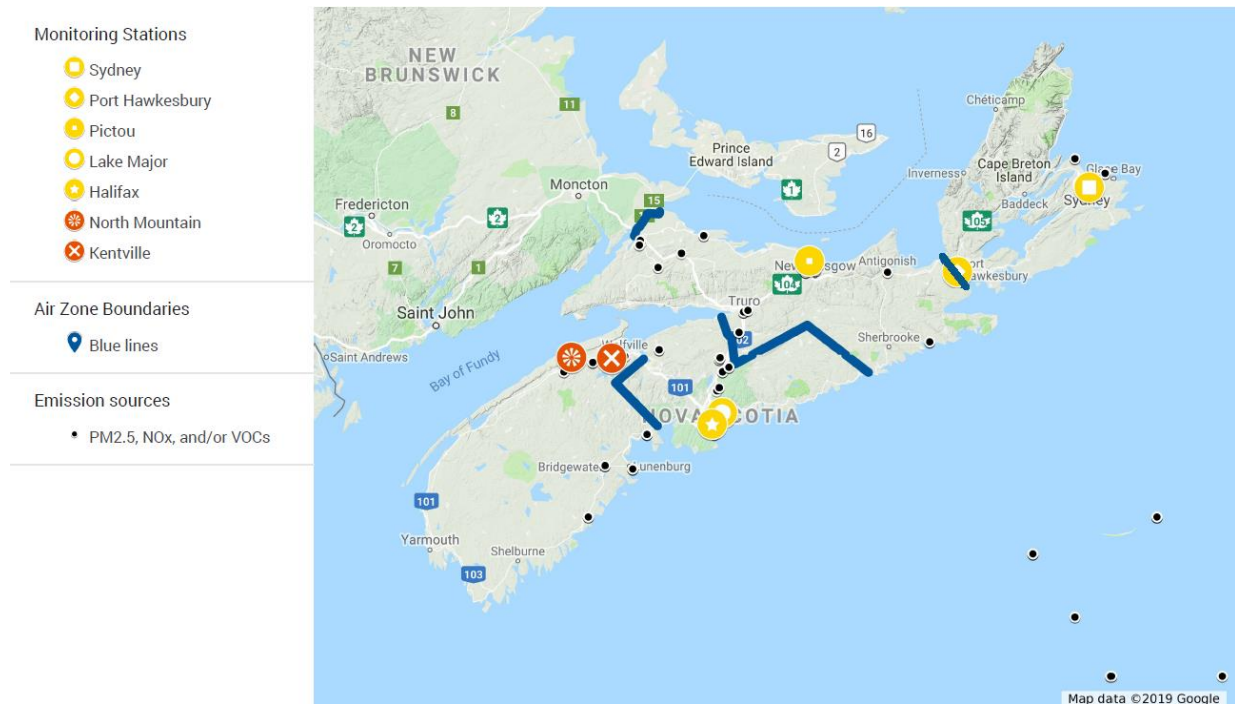 Monitoring Stations
Sydney
Port Hawkesbury
Pictou
Lake Major
Halifax
North Mountain
Kentville
Air Zone Boundaries
Blue lines
Emission sources
PM2.5, NOx, and/or VOCs
NEW
BRUNSWICK
11
8
Chéticamp
16
Prince
Edward Island
2
Cape Breton
Island
Glace Bay
Inverness
Moncton
1
Baddeck
Sydney
Fredericton
2
2
15
105
Oromocto
7
1
New Glasgow
Antigonish
Port
Hawkesbury
104
Truro
Saint John
102
Sherbrooke
Saint Andrews
Wolfville
Bay of Fundy
101
NOVA SCOTIA
Bridgewater
Lunenburg
101
Yarmouth
Shelburne
103
Map data ©2019 Google